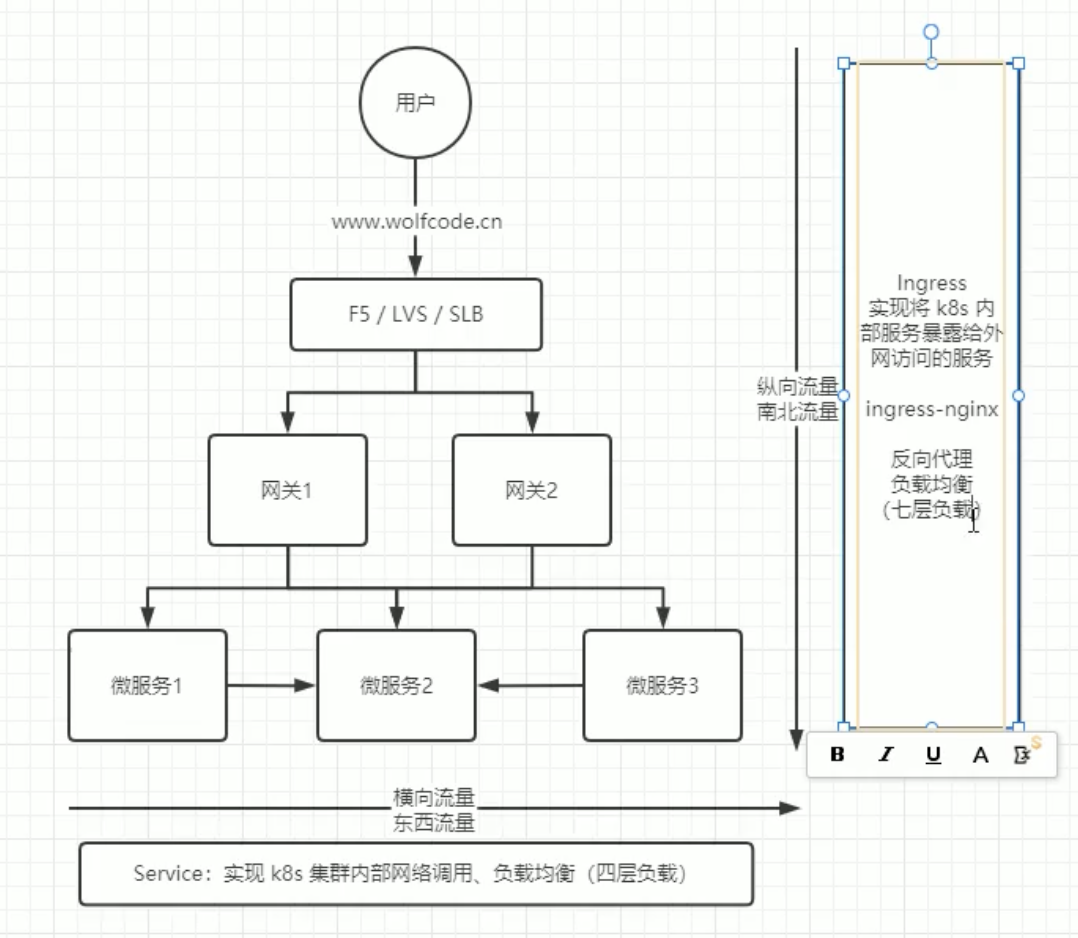 用户
www.wolfcode.cn
F5 / LVS / SLB
网关1
网关2
微服务1
微服务2
微服务3
纵向流量
南北流量
Ingress
实现将 k8s 内
部服务暴露给外
网访问的服务
ingress-nginx
反向代理
负载均衡
(七层负载)
B I U A Σx S
横向流量
东西流量
Service：实现 k8s 集群内部网络调用、负载均衡（四层负载）